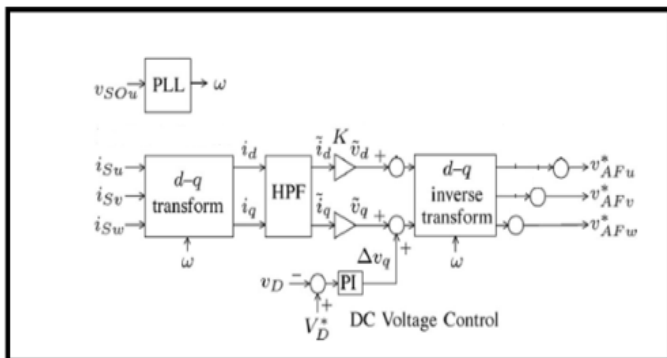 PLL
v_SOu
ω
K
i_d ĩ_d ṽ_d +
i_Su
v*_AFu
i_Sv
d–q
transform
HPF
d–q
inverse
transform
v*_AFv
i_Sw
i_q ĩ_q ṽ_q +
v*_AFw
ω
Δv_q +
ω
v_D −
PI
+
V*_D
DC Voltage Control